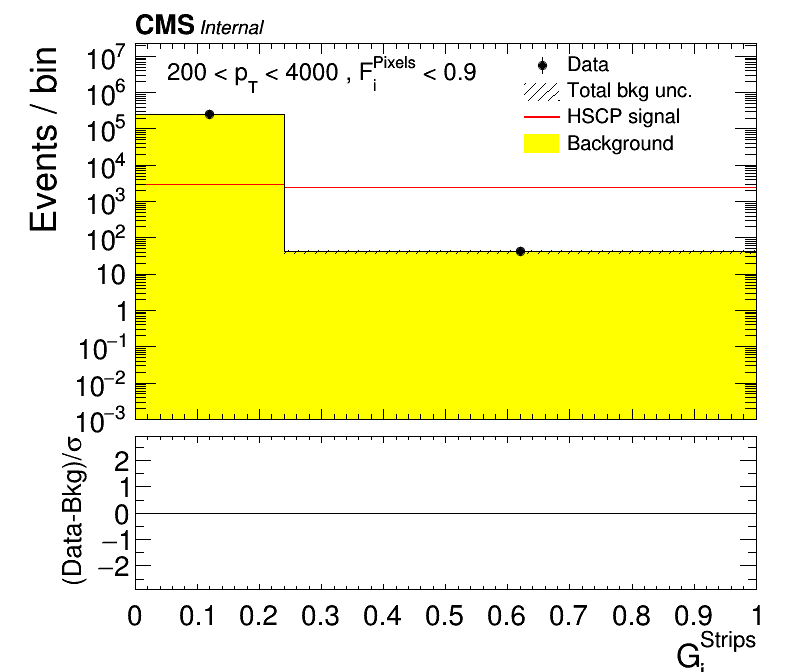 CMS Internal
Events / bin
200 < p_T < 4000 , F_i^Pixels < 0.9
Data
Total bkg unc.
HSCP signal
Background
10^7
10^6
10^5
10^4
10^3
10^2
10
1
10^−1
10^−2
10^−3
(Data-Bkg)/σ
2
1
0
−1
−2
0 0.1 0.2 0.3 0.4 0.5 0.6 0.7 0.8 0.9 1
G_i^Strips